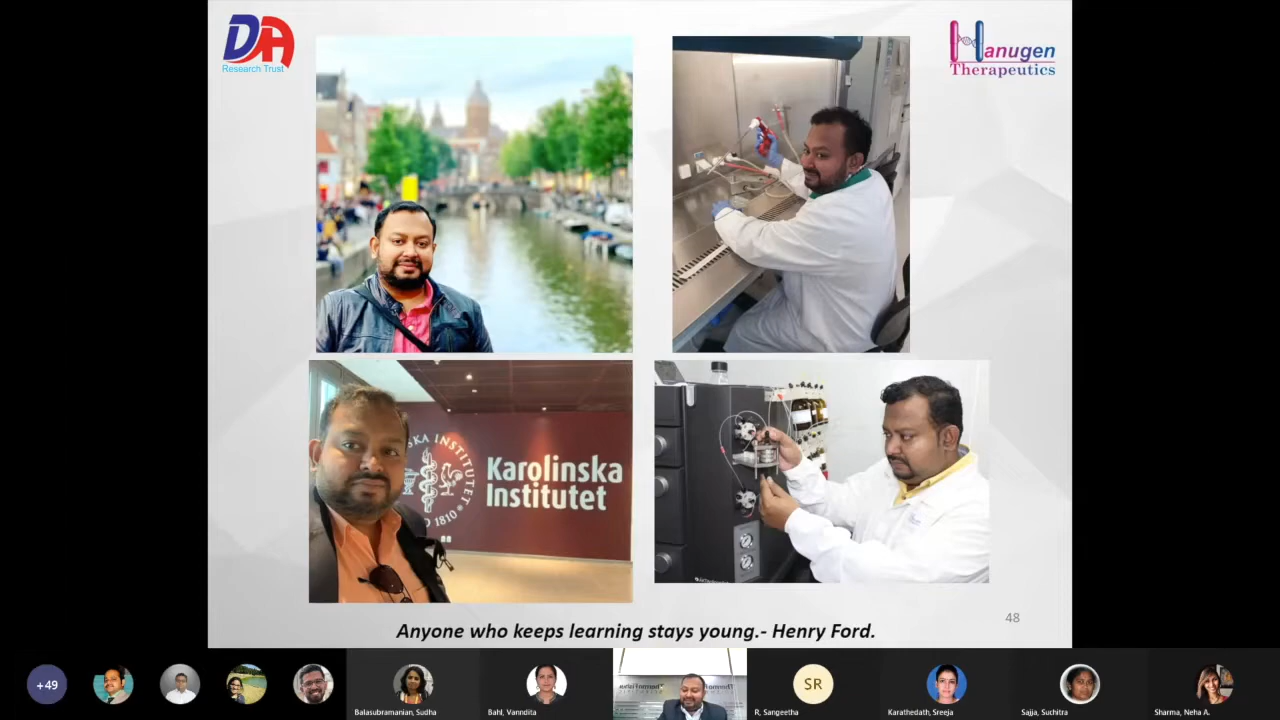 DA
Research Trust
Hanugen
Therapeutics
Karolinska
Institutet
48
Anyone who keeps learning stays young.- Henry Ford.
+49
SR
Balasubramanian, Sudha
Bahl, Vanndita
R, Sangeetha
Karathedath, Sreeja
Sajja, Suchitra
Sharma, Neha A.